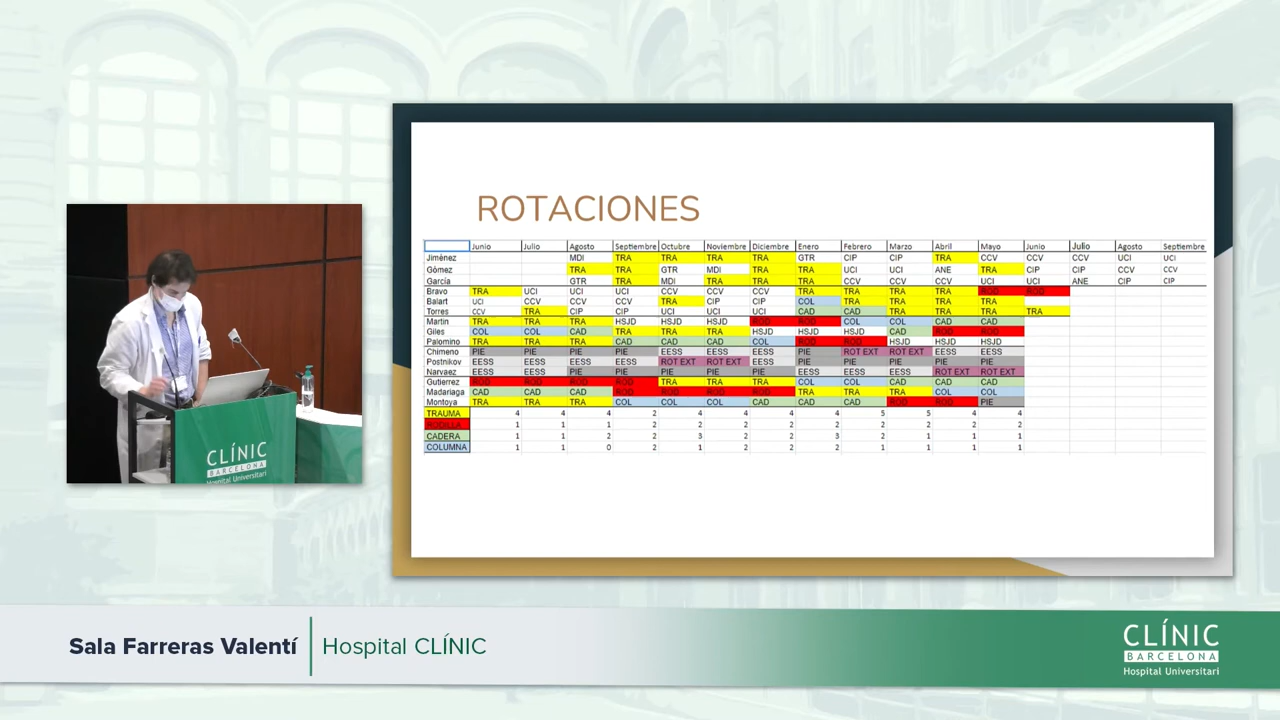 ROTACIONES
Junio Julio Agosto Septiembre Octubre Noviembre Diciembre Enero Febrero Marzo Abril Mayo Junio Julio Agosto Septiembre
Jiménez MDI TRA TRA TRA TRA GTR CIP CIP TRA CCV CCV CCV UCI UCI
Gómez TRA TRA GTR MDI TRA TRA UCI UCI ANE TRA CIP CIP CCV CCV
García GTR TRA MDI TRA TRA TRA CCV CCV CCV UCI UCI ANE CIP CIP
Bravo TRA UCI UCI UCI CCV CCV CCV TRA TRA TRA TRA ROD ROD
Balart UCI CCV CCV CCV TRA CIP CIP COL TRA TRA TRA TRA
Torres CCV TRA CIP CIP UCI UCI UCI CAD CAD TRA TRA TRA TRA
Martin TRA TRA TRA HSJD HSJD HSJD ROD ROD COL COL CAD CAD
Giles COL COL CAD TRA TRA TRA HSJD HSJD HSJD CAD ROD ROD
Palomino TRA TRA TRA CAD CAD CAD COL ROD ROD HSJD HSJD HSJD
Chimeno PIE PIE PIE PIE EESS EESS EESS PIE ROT EXT ROT EXT EESS EESS
Postnikov EESS EESS EESS EESS ROT EXT ROT EXT EESS PIE PIE PIE PIE PIE
Narvaez EESS EESS PIE PIE PIE PIE PIE EESS EESS EESS ROT EXT ROT EXT
Gutierrez ROD ROD ROD ROD TRA TRA TRA COL COL CAD CAD CAD
Madariaga CAD CAD CAD ROD ROD ROD ROD TRA TRA TRA COL COL
Montoya TRA TRA TRA COL COL COL CAD CAD CAD ROD ROD PIE
TRAUMA 4 4 4 2 4 4 4 4 5 5 4 4
RODILLA 1 1 1 2 2 2 2 2 2 2 2 2
CADERA 1 1 2 2 3 2 2 3 2 1 1 1
COLUMNA 1 1 0 2 1 2 2 2 1 1 1 1
CLÍNIC
BARCELONA
Hospital Universitari
Sala Farreras Valentí Hospital CLÍNIC
CLÍNIC
BARCELONA
Hospital Universitari